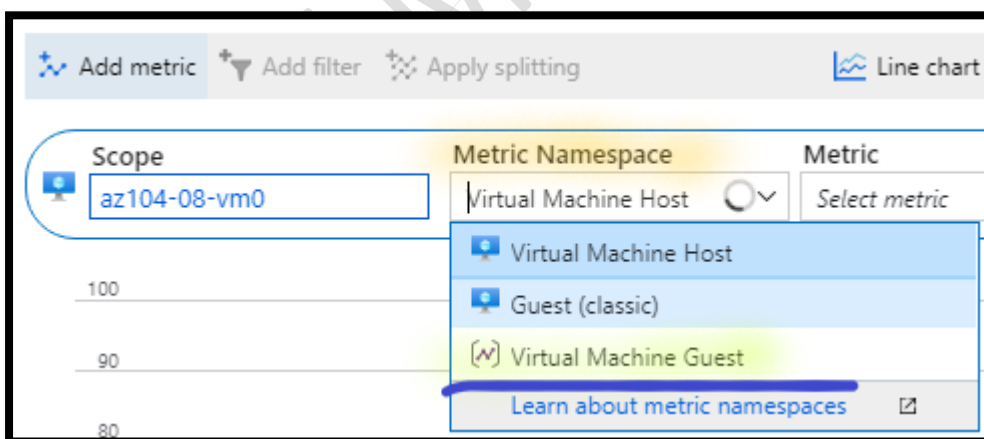 Add metric Add filter Apply splitting Line chart
Scope Metric Namespace Metric
az104-08-vm0 Virtual Machine Host Select metric
Virtual Machine Host
100
Guest (classic)
90
Virtual Machine Guest
Learn about metric namespaces
80